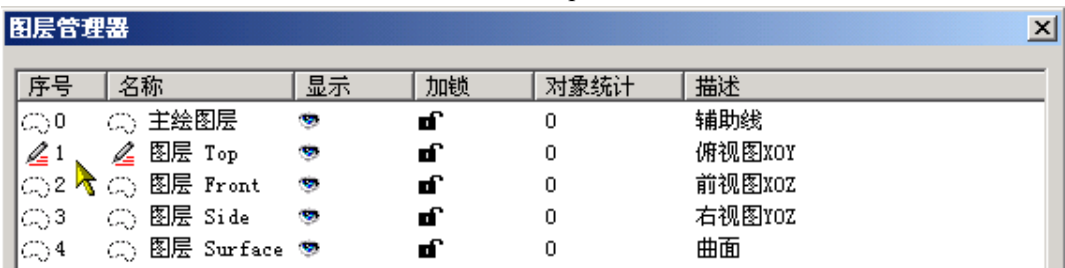 图层管理器
序号 名称 显示 加锁 对象统计 描述
0 主绘图层 0 辅助线
1 图层 Top 0 俯视图XOY
2 图层 Front 0 前视图XOZ
3 图层 Side 0 右视图YOZ
4 图层 Surface 0 曲面